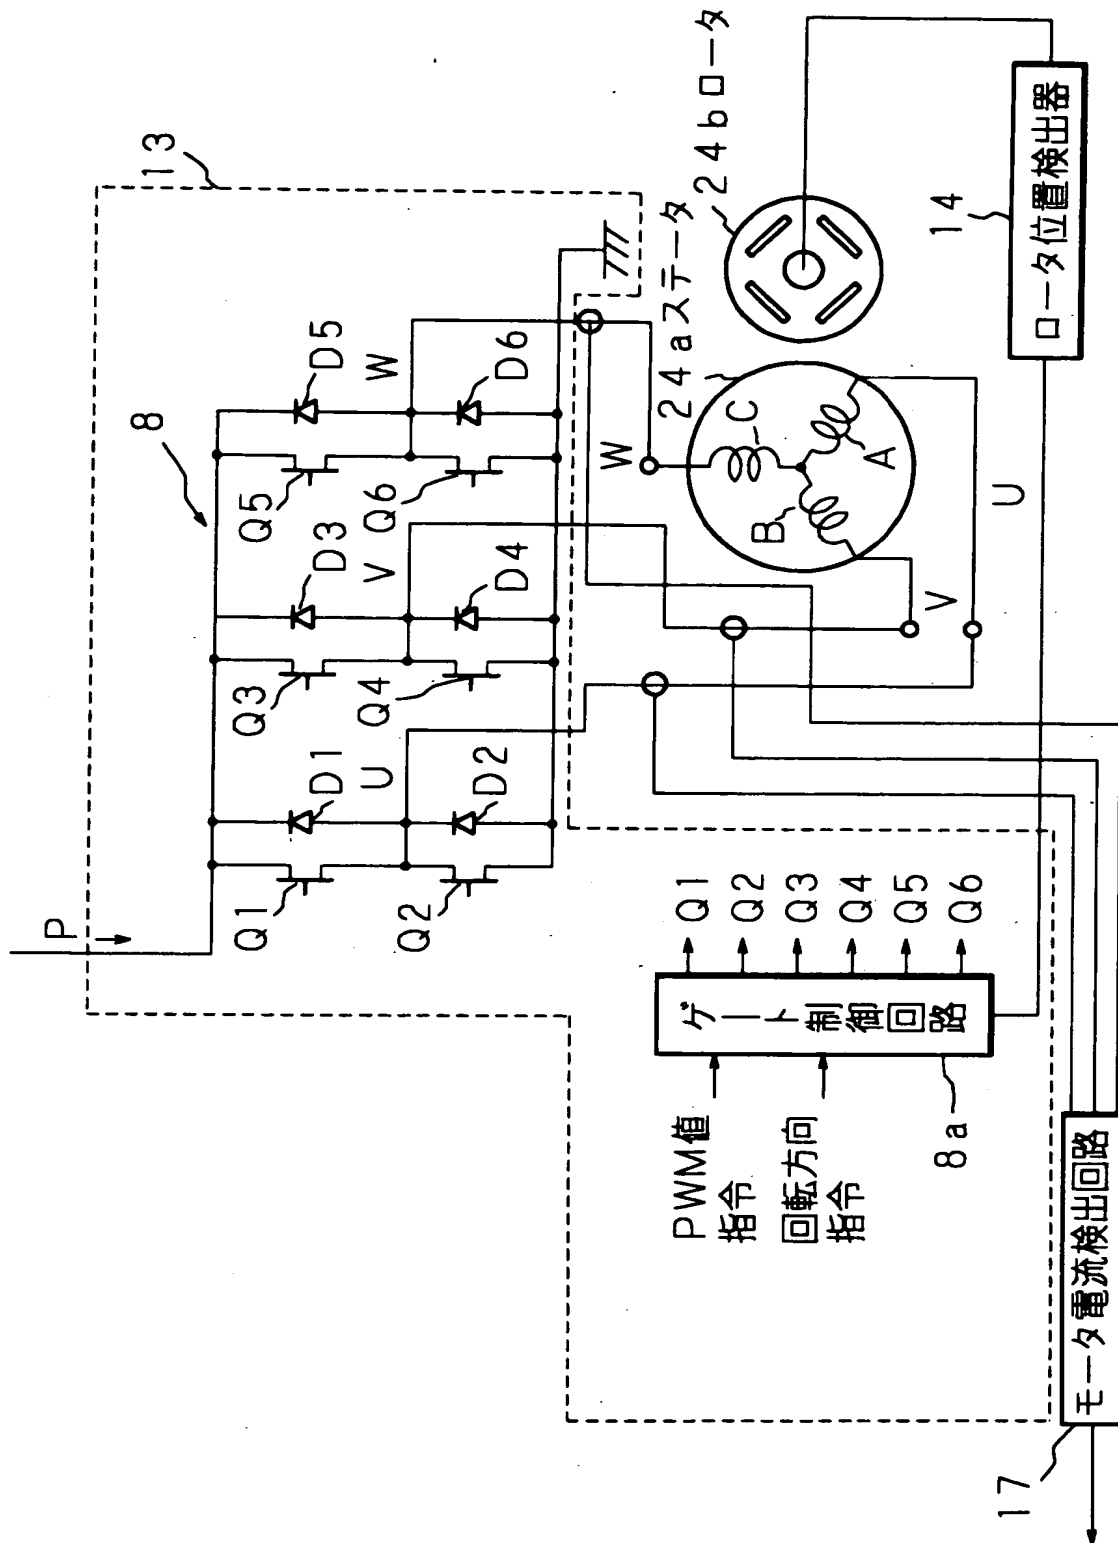 13
8
P
Q1
D1
U
Q2
D2
Q3
D3
V
Q4
D4
Q5
D5
W
Q6
D6
PWM値
指令
回転方向
指令
8a
ゲート制御回路
Q1
Q2
Q3
Q4
Q5
Q6
W
24aステータ
24bロータ
C
B
A
V
U
14
ロータ位置検出器
17
モータ電流検出回路